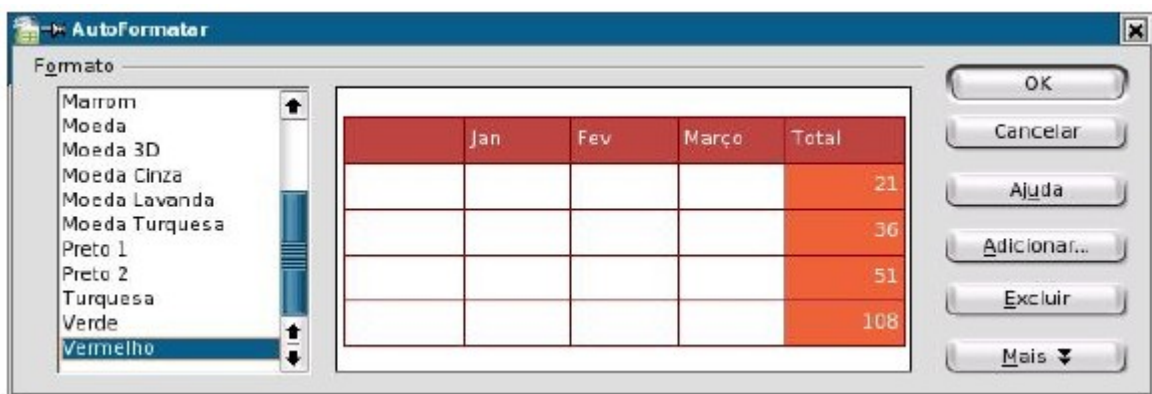 AutoFormatar
Formato
Marrom
Moeda
Moeda 3D
Moeda Cinza
Moeda Lavanda
Moeda Turquesa
Preto 1
Preto 2
Turquesa
Verde
Vermelho
Jan Fev Março Total
21
36
51
108
OK
Cancelar
Ajuda
Adicionar...
Excluir
Mais